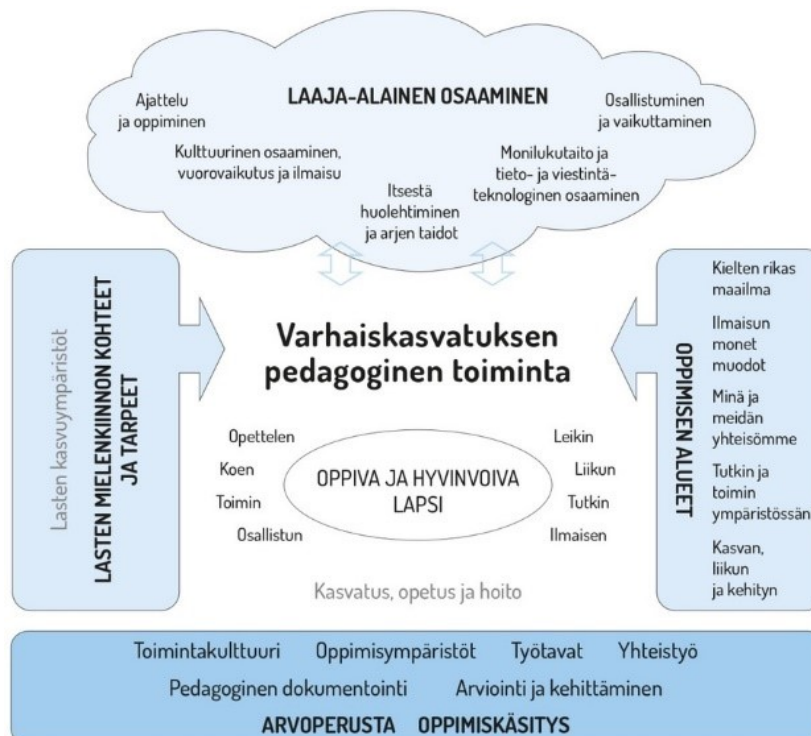 LAAJA-ALAINEN OSAAMINEN
Ajattelu
ja oppiminen
Osallistuminen
ja vaikuttaminen
Kulttuurinen osaaminen,
vuorovaikutus ja ilmaisu
Monilukutaito ja
tieto- ja viestintä-
teknologinen osaaminen
Itsestä
huolehtiminen
ja arjen taidot
Lasten kasvuympäristöt
LASTEN MIELENKIINNON KOHTEET
JA TARPEET
Varhaiskasvatuksen
pedagoginen toiminta
Opettelen
Koen
Toimin
Osallistun
OPPIVA JA HYVINVOIVA
LAPSI
Leikin
Liikun
Tutkin
Ilmaisen
Kasvatus, opetus ja hoito
OPPIMISEN ALUEET
Kielten rikas
maailma
Ilmaisun
monet
muodot
Minä ja
meidän
yhteisömme
Tutkin ja
toimin
ympäristössän
Kasvan,
liikun
ja kehityn
Toimintakulttuuri Oppimisympäristöt Työtavat Yhteistyö
Pedagoginen dokumentointi Arviointi ja kehittäminen
ARVOPERUSTA OPPIMISKÄSITYS